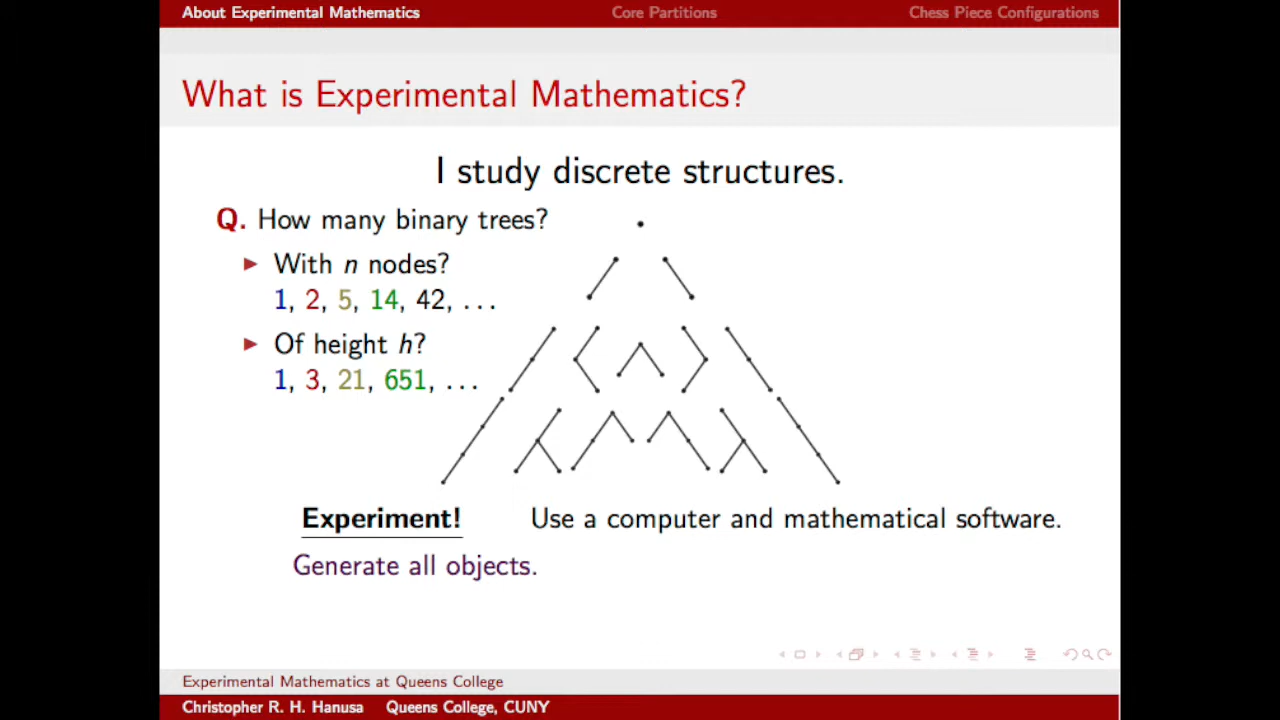 About Experimental Mathematics Core Partitions Chess Piece Configurations
What is Experimental Mathematics?
I study discrete structures.
Q. How many binary trees?
▶ With n nodes?
1, 2, 5, 14, 42, ...
▶ Of height h?
1, 3, 21, 651, ...
Experiment! Use a computer and mathematical software.
Generate all objects.
Experimental Mathematics at Queens College
Christopher R. H. Hanusa Queens College, CUNY